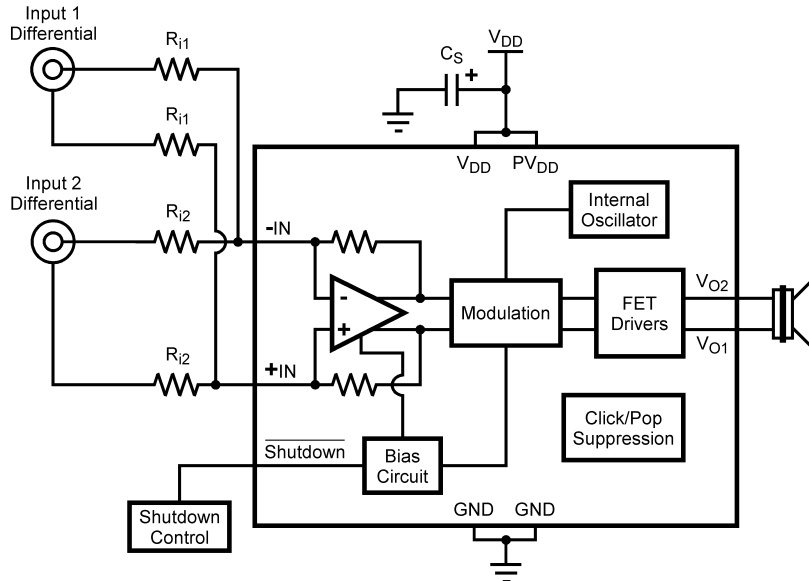 Input 1
Differential
Ri1
Ri1
Input 2
Differential
Ri2
Ri2
CS
+
VDD
VDD PVDD
Internal
Oscillator
-IN
-
+
+IN
Modulation
FET
Drivers
VO2
VO1
Click/Pop
Suppression
Shutdown
Bias
Circuit
Shutdown
Control
GND GND